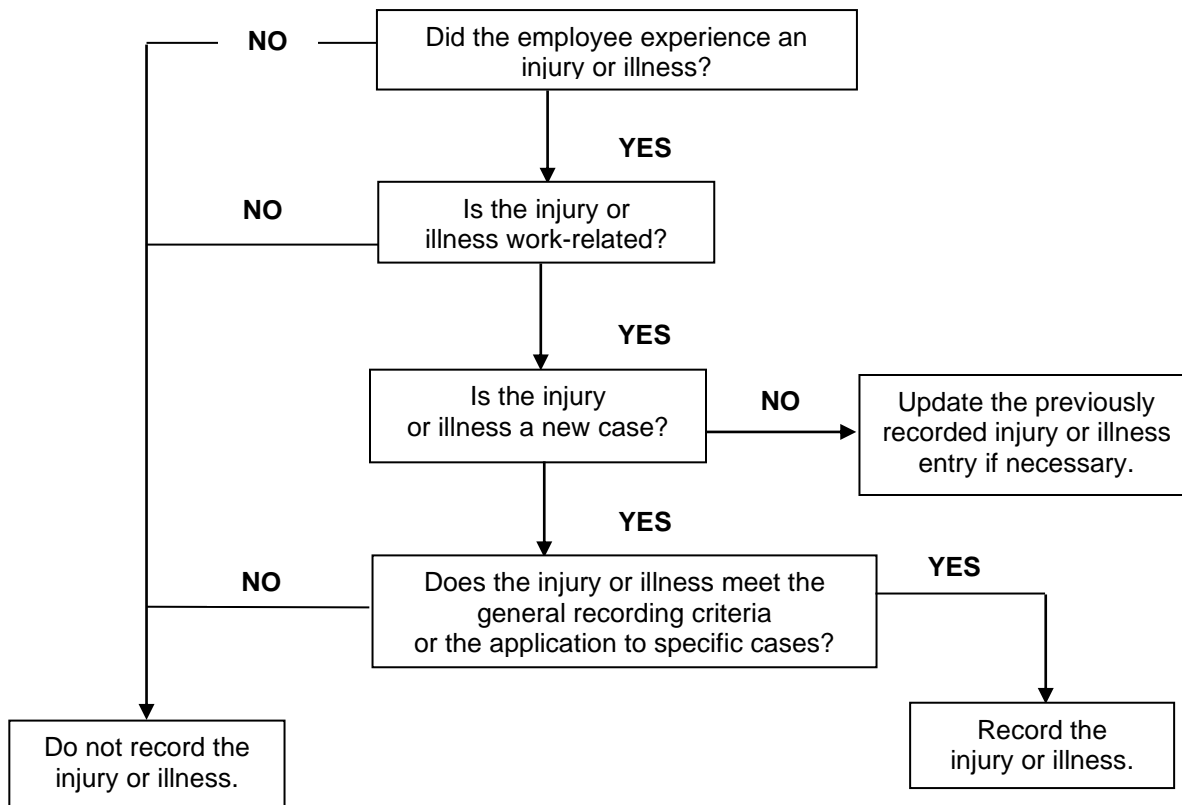 NO
Did the employee experience an
injury or illness?
YES
NO
Is the injury or
illness work-related?
YES
Is the injury
or illness a new case?
NO
Update the previously
recorded injury or illness
entry if necessary.
YES
NO
Does the injury or illness meet the
general recording criteria
or the application to specific cases?
YES
Do not record the
injury or illness.
Record the
injury or illness.